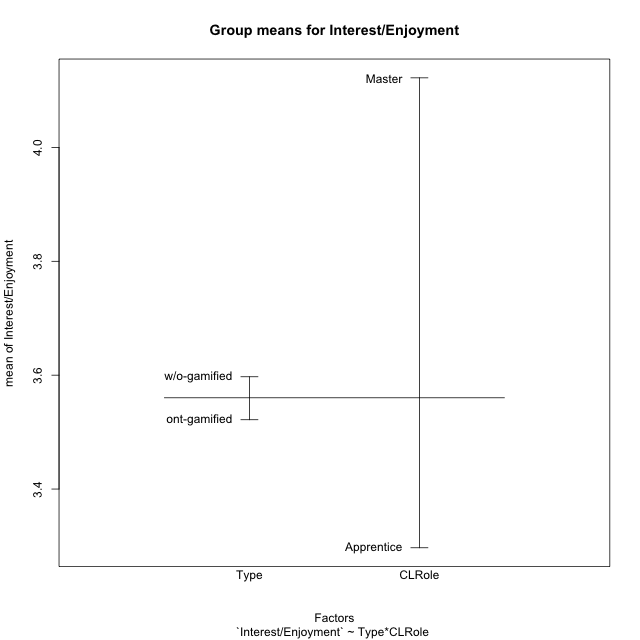 Group means for Interest/Enjoyment
mean of Interest/Enjoyment
4.0
3.8
3.6
3.4
Master
w/o-gamified
ont-gamified
Apprentice
Type
CLRole
Factors
`Interest/Enjoyment` ~ Type*CLRole